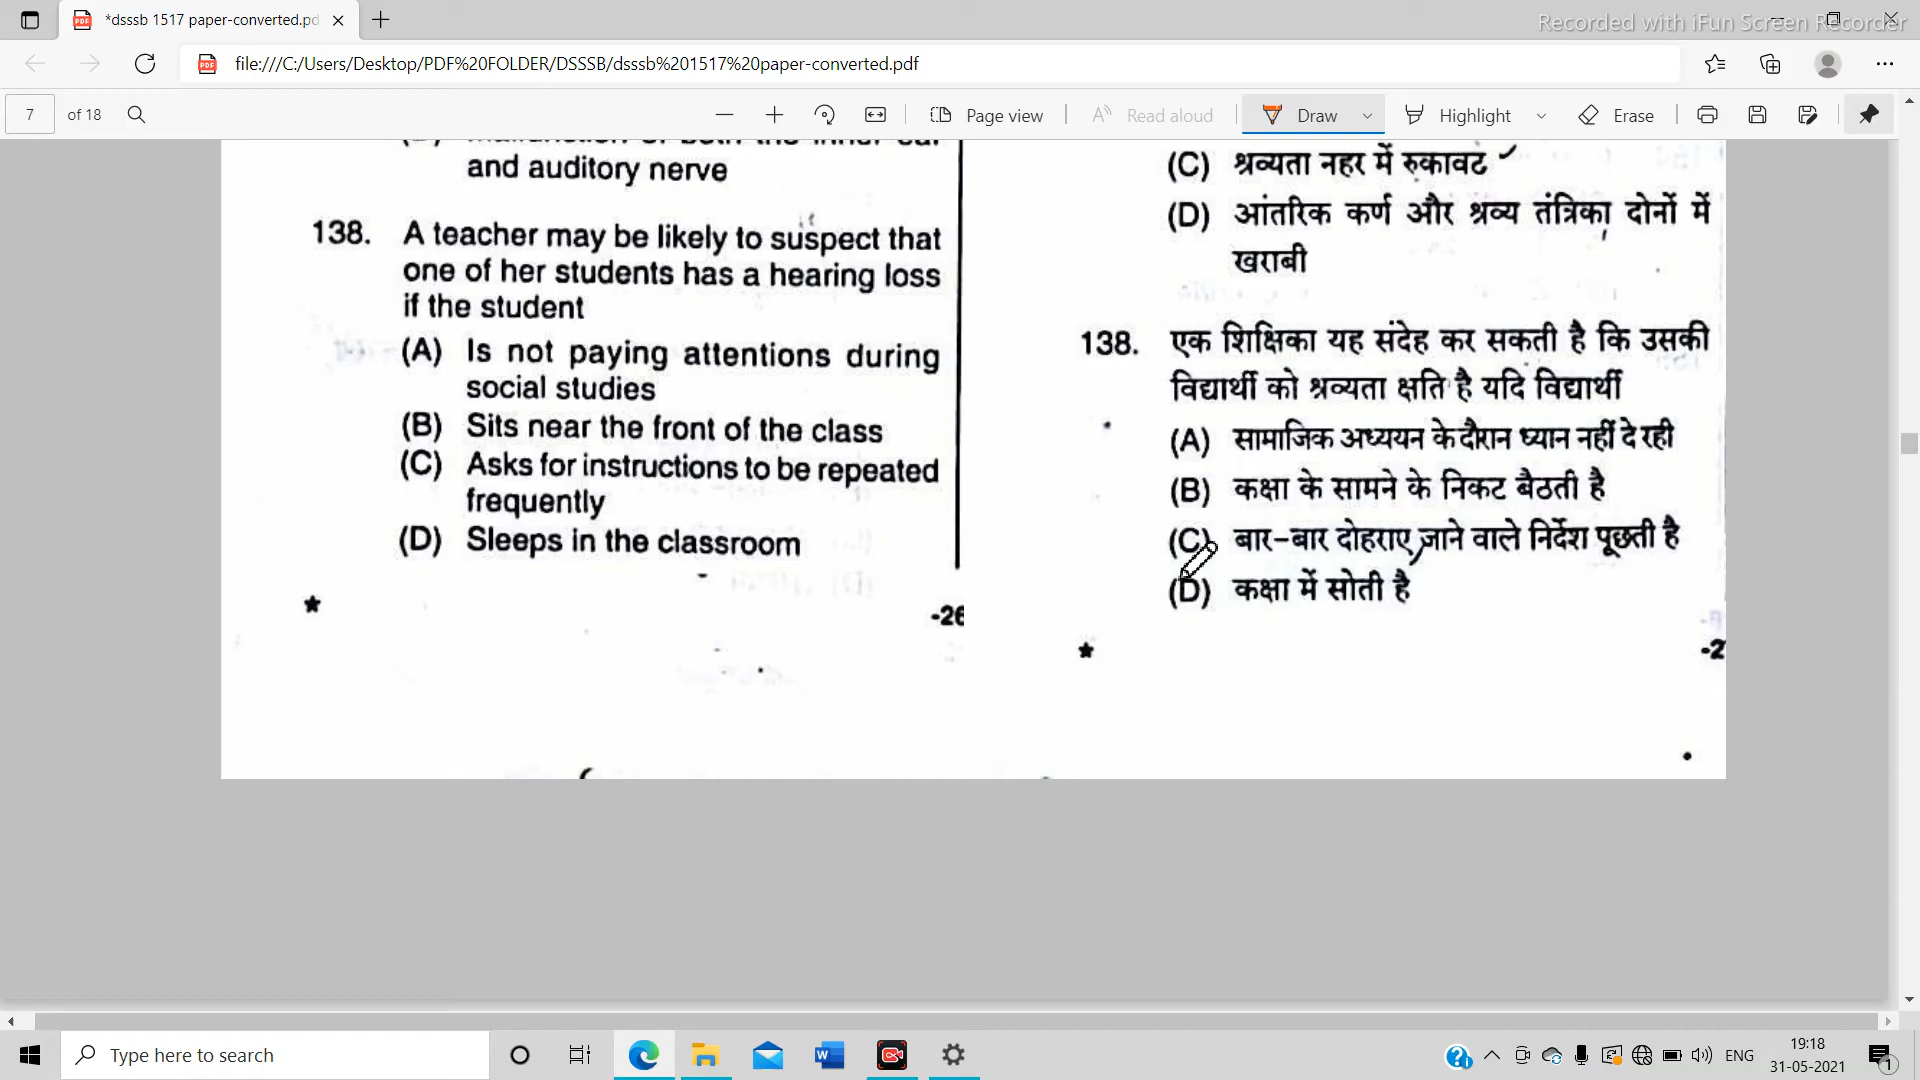 *dsssb 1517 paper-converted.pd
Recorded with iFun Screen Recorder
file:///C:/Users/Desktop/PDF%20FOLDER/DSSSB/dsssb%201517%20paper-converted.pdf
7 of 18
Page view
Read aloud
Draw
Highlight
Erase
and auditory nerve
138. A teacher may be likely to suspect that
one of her students has a hearing loss
if the student
(A) Is not paying attentions during
social studies
(B) Sits near the front of the class
(C) Asks for instructions to be repeated
frequently
(D) Sleeps in the classroom
-26
(C) श्रव्यता नहर में रुकावट
(D) आंतरिक कर्ण और श्रव्य तंत्रिका दोनों में
खराबी
138. एक शिक्षिका यह संदेह कर सकती है कि उसकी
विद्यार्थी को श्रव्यता क्षति है यदि विद्यार्थी
(A) सामाजिक अध्ययन के दौरान ध्यान नहीं दे रही
(B) कक्षा के सामने के निकट बैठती है
(C) बार-बार दोहराए जाने वाले निर्देश पूछती है
(D) कक्षा में सोती है
-2
Type here to search
ENG
19:18
31-05-2021
1